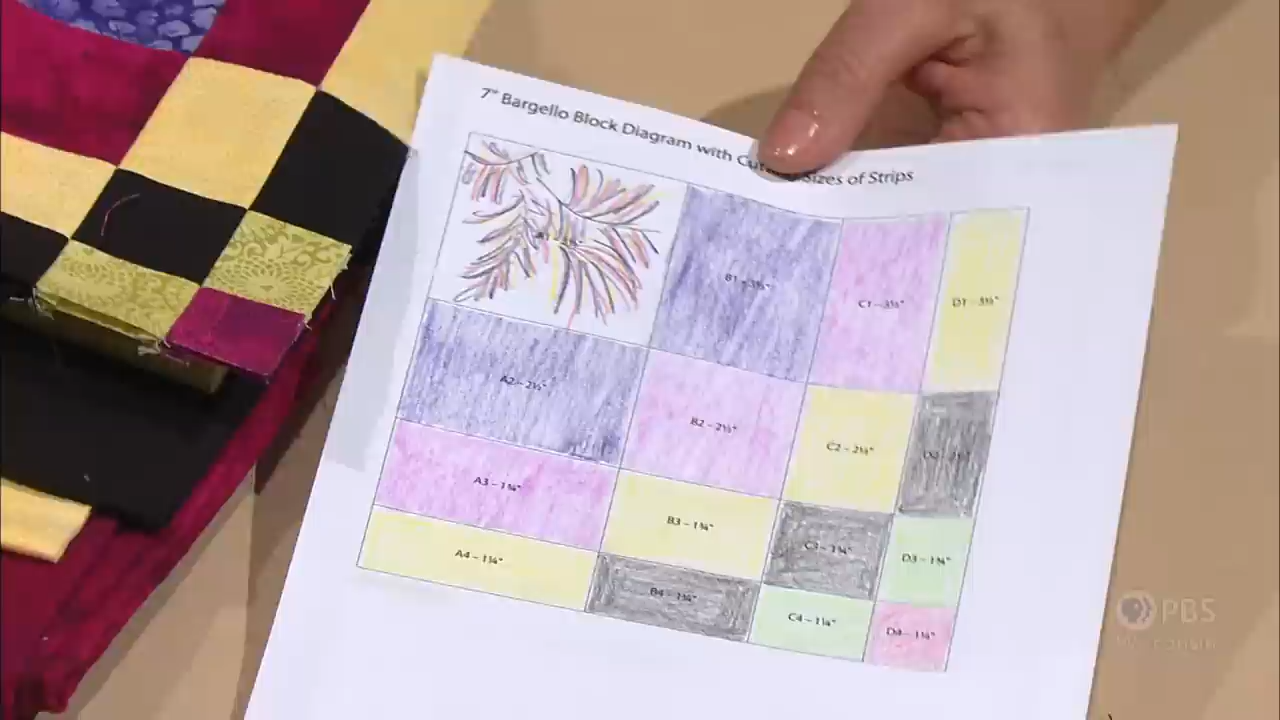 7" Bargello Block Diagram with Sizes of Strips
B1 - 3½"
C1 - 3½"
D1 - 3½"
A2 - 2½"
B2 - 2½"
C2 - 2½"
A3 - 1¾"
B3 - 1¾"
C3 - 1¾"
D3 - 1¾"
A4 - 1¼"
B4 - 1¼"
C4 - 1¼"
D4 - 1¼"
PBS